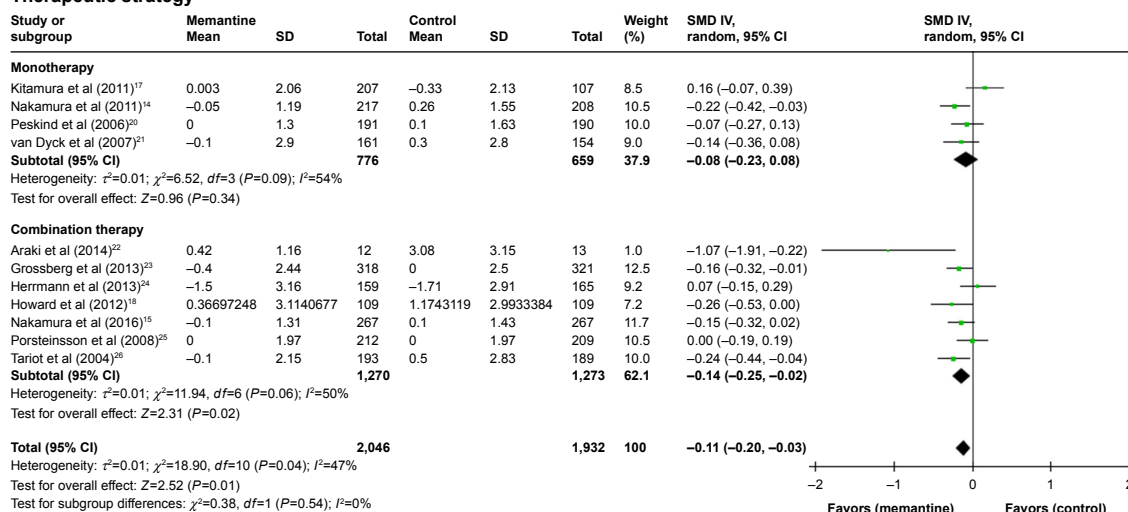 Therapeutic strategy
Study or subgroup Memantine Mean SD Total Control Mean SD Total Weight (%) SMD IV, random, 95% CI SMD IV, random, 95% CI
Monotherapy
Kitamura et al (2011)¹⁷ 0.003 2.06 207 −0.33 2.13 107 8.5 0.16 (−0.07, 0.39)
Nakamura et al (2011)¹⁴ −0.05 1.19 217 0.26 1.55 208 10.5 −0.22 (−0.42, −0.03)
Peskind et al (2006)²⁰ 0 1.3 191 0.1 1.63 190 10.0 −0.07 (−0.27, 0.13)
van Dyck et al (2007)²¹ −0.1 2.9 161 0.3 2.8 154 9.0 −0.14 (−0.36, 0.08)
Subtotal (95% CI) 776 659 37.9 −0.08 (−0.23, 0.08)
Heterogeneity: τ²=0.01; χ²=6.52, df=3 (P=0.09); I²=54%
Test for overall effect: Z=0.96 (P=0.34)
Combination therapy
Araki et al (2014)²² 0.42 1.16 12 3.08 3.15 13 1.0 −1.07 (−1.91, −0.22)
Grossberg et al (2013)²³ −0.4 2.44 318 0 2.5 321 12.5 −0.16 (−0.32, −0.01)
Herrmann et al (2013)²⁴ −1.5 3.16 159 −1.71 2.91 165 9.2 0.07 (−0.15, 0.29)
Howard et al (2012)¹⁸ 0.36697248 3.1140677 109 1.1743119 2.9933384 109 7.2 −0.26 (−0.53, 0.00)
Nakamura et al (2016)¹⁵ −0.1 1.31 267 0.1 1.43 267 11.7 −0.15 (−0.32, 0.02)
Porsteinsson et al (2008)²⁵ 0 1.97 212 0 1.97 209 10.5 0.00 (−0.19, 0.19)
Tariot et al (2004)²⁶ −0.1 2.15 193 0.5 2.83 189 10.0 −0.24 (−0.44, −0.04)
Subtotal (95% CI) 1,270 1,273 62.1 −0.14 (−0.25, −0.02)
Heterogeneity: τ²=0.01; χ²=11.94, df=6 (P=0.06); I²=50%
Test for overall effect: Z=2.31 (P=0.02)
Total (95% CI) 2,046 1,932 100 −0.11 (−0.20, −0.03)
Heterogeneity: τ²=0.01; χ²=18.90, df=10 (P=0.04); I²=47%
Test for overall effect: Z=2.52 (P=0.01)
Test for subgroup differences: χ²=0.38, df=1 (P=0.54); I²=0%
−2 −1 0 1 2
Favors (memantine) Favors (control)